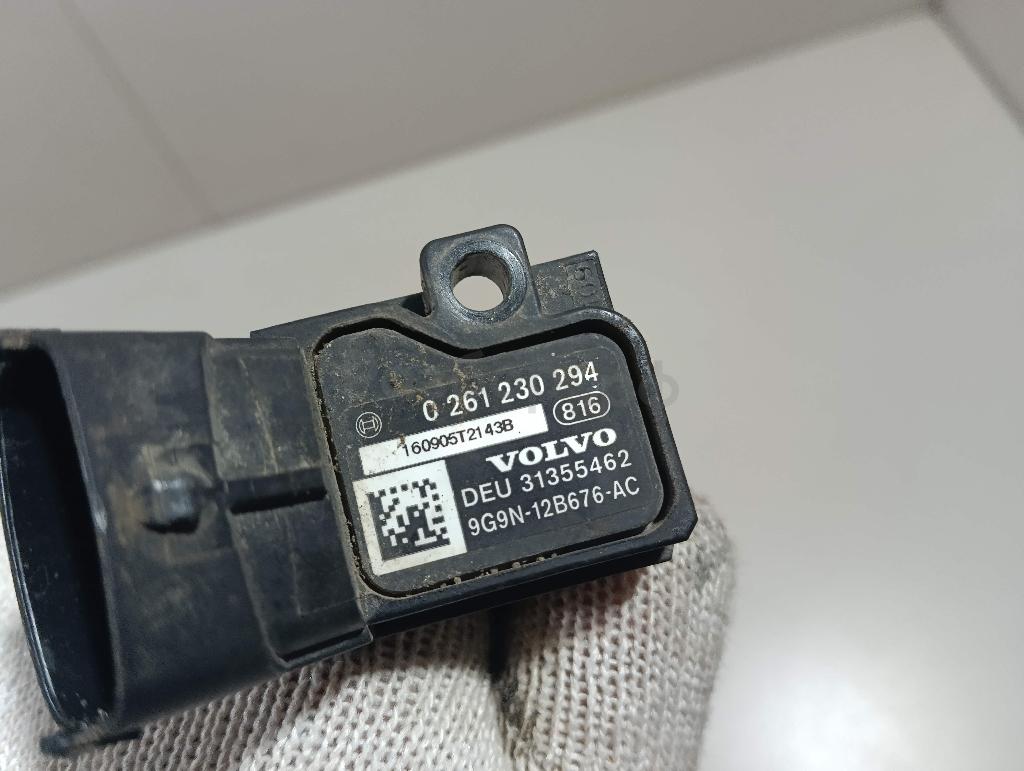 0 261 230 294
160905T2143B
816
VOLVO
DEU 31355462
9G9N-12B676-AC